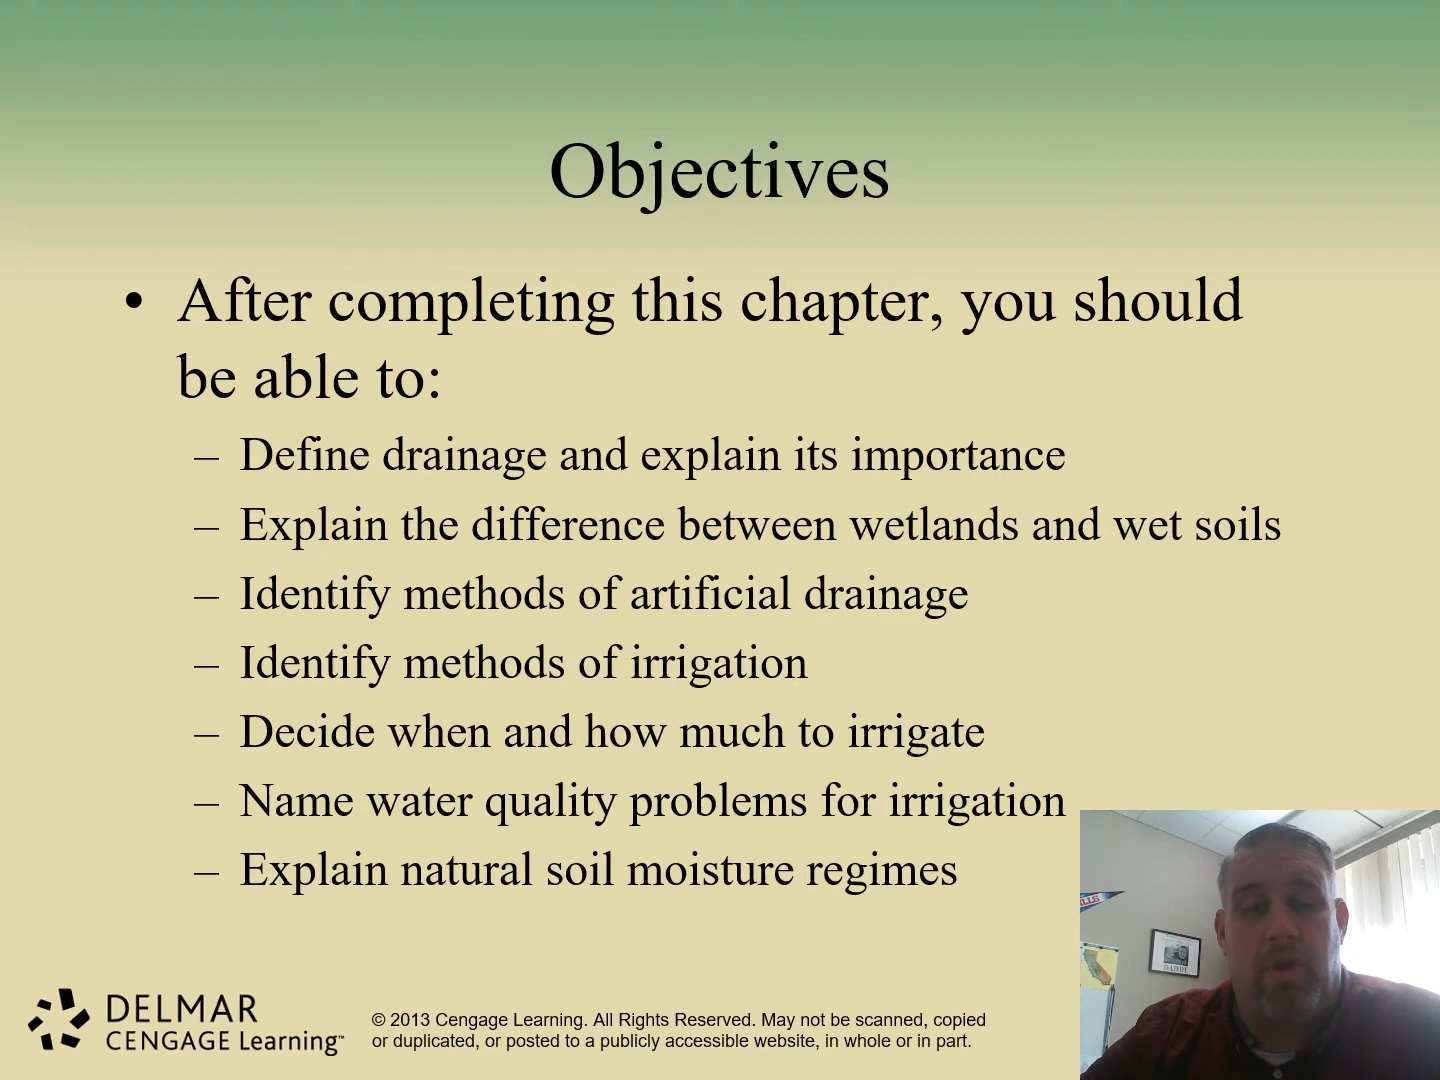 Objectives
• After completing this chapter, you should
be able to:
– Define drainage and explain its importance
– Explain the difference between wetlands and wet soils
– Identify methods of artificial drainage
– Identify methods of irrigation
– Decide when and how much to irrigate
– Name water quality problems for irrigation
– Explain natural soil moisture regimes
DELMAR
CENGAGE Learning™
© 2013 Cengage Learning. All Rights Reserved. May not be scanned, copied
or duplicated, or posted to a publicly accessible website, in whole or in part.
DADDY